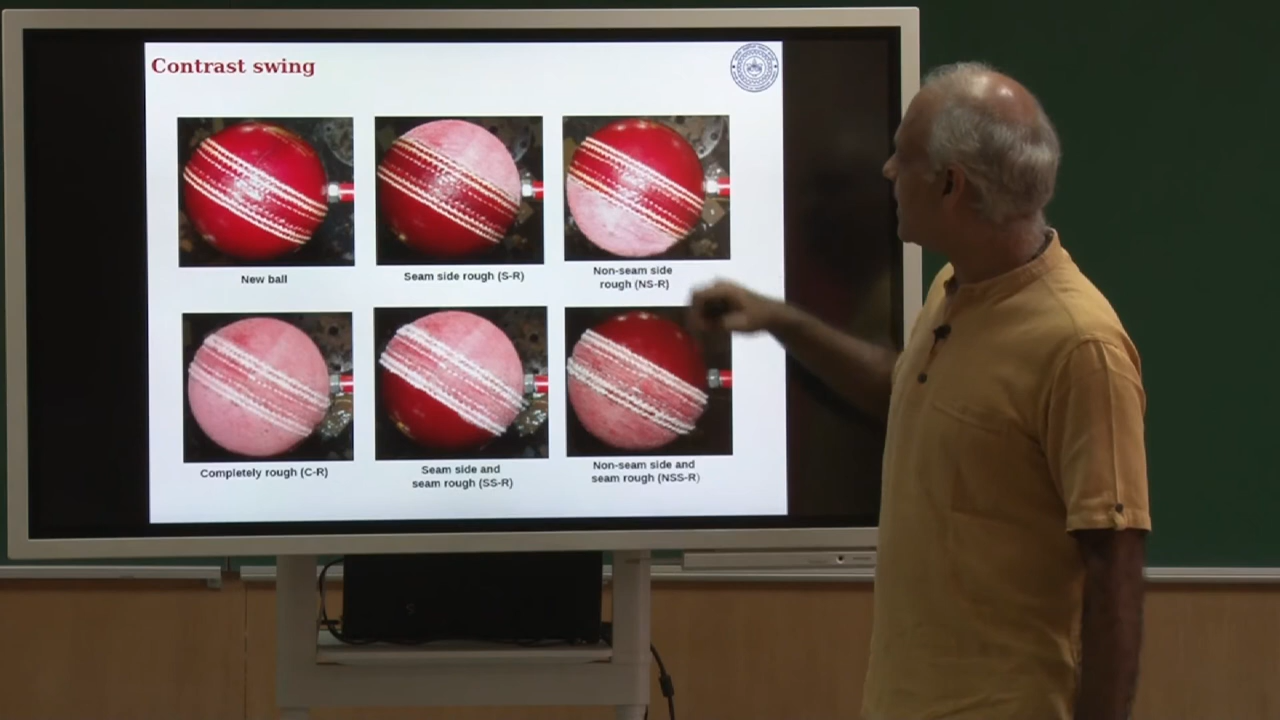 Contrast swing
New ball
Seam side rough (S-R)
Non-seam side
rough (NS-R)
Completely rough (C-R)
Seam side and
seam rough (SS-R)
Non-seam side and
seam rough (NSS-R)